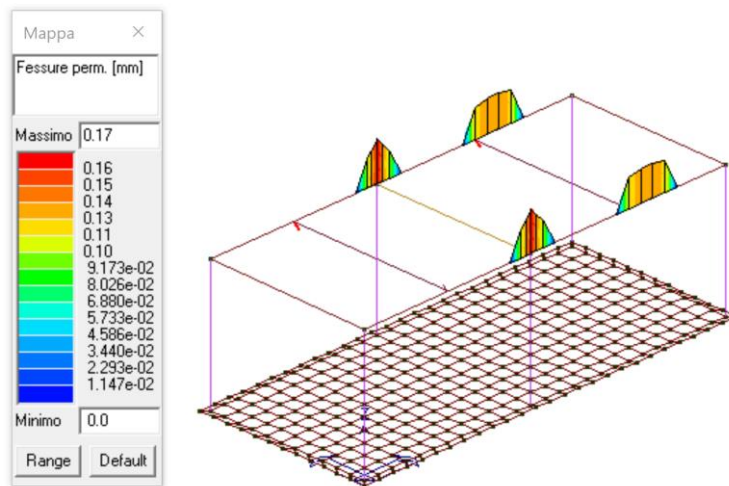 Mappa
Fessure perm. [mm]
Massimo 0.17
0.16
0.15
0.14
0.13
0.11
0.10
9.173e-02
8.026e-02
6.880e-02
5.733e-02
4.586e-02
3.440e-02
2.293e-02
1.147e-02
Minimo 0.0
Range Default